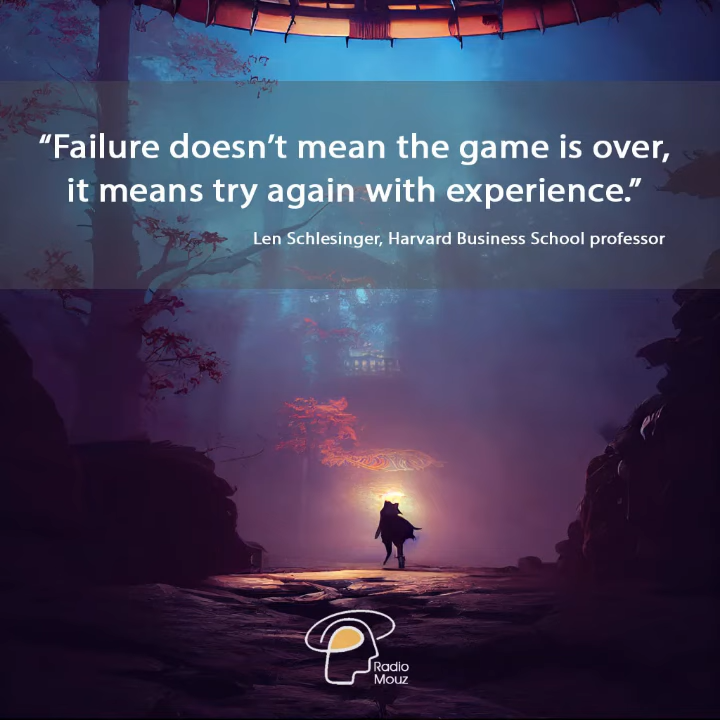 “Failure doesn’t mean the game is over,
it means try again with experience.”
Len Schlesinger, Harvard Business School professor
Radio
Mouz